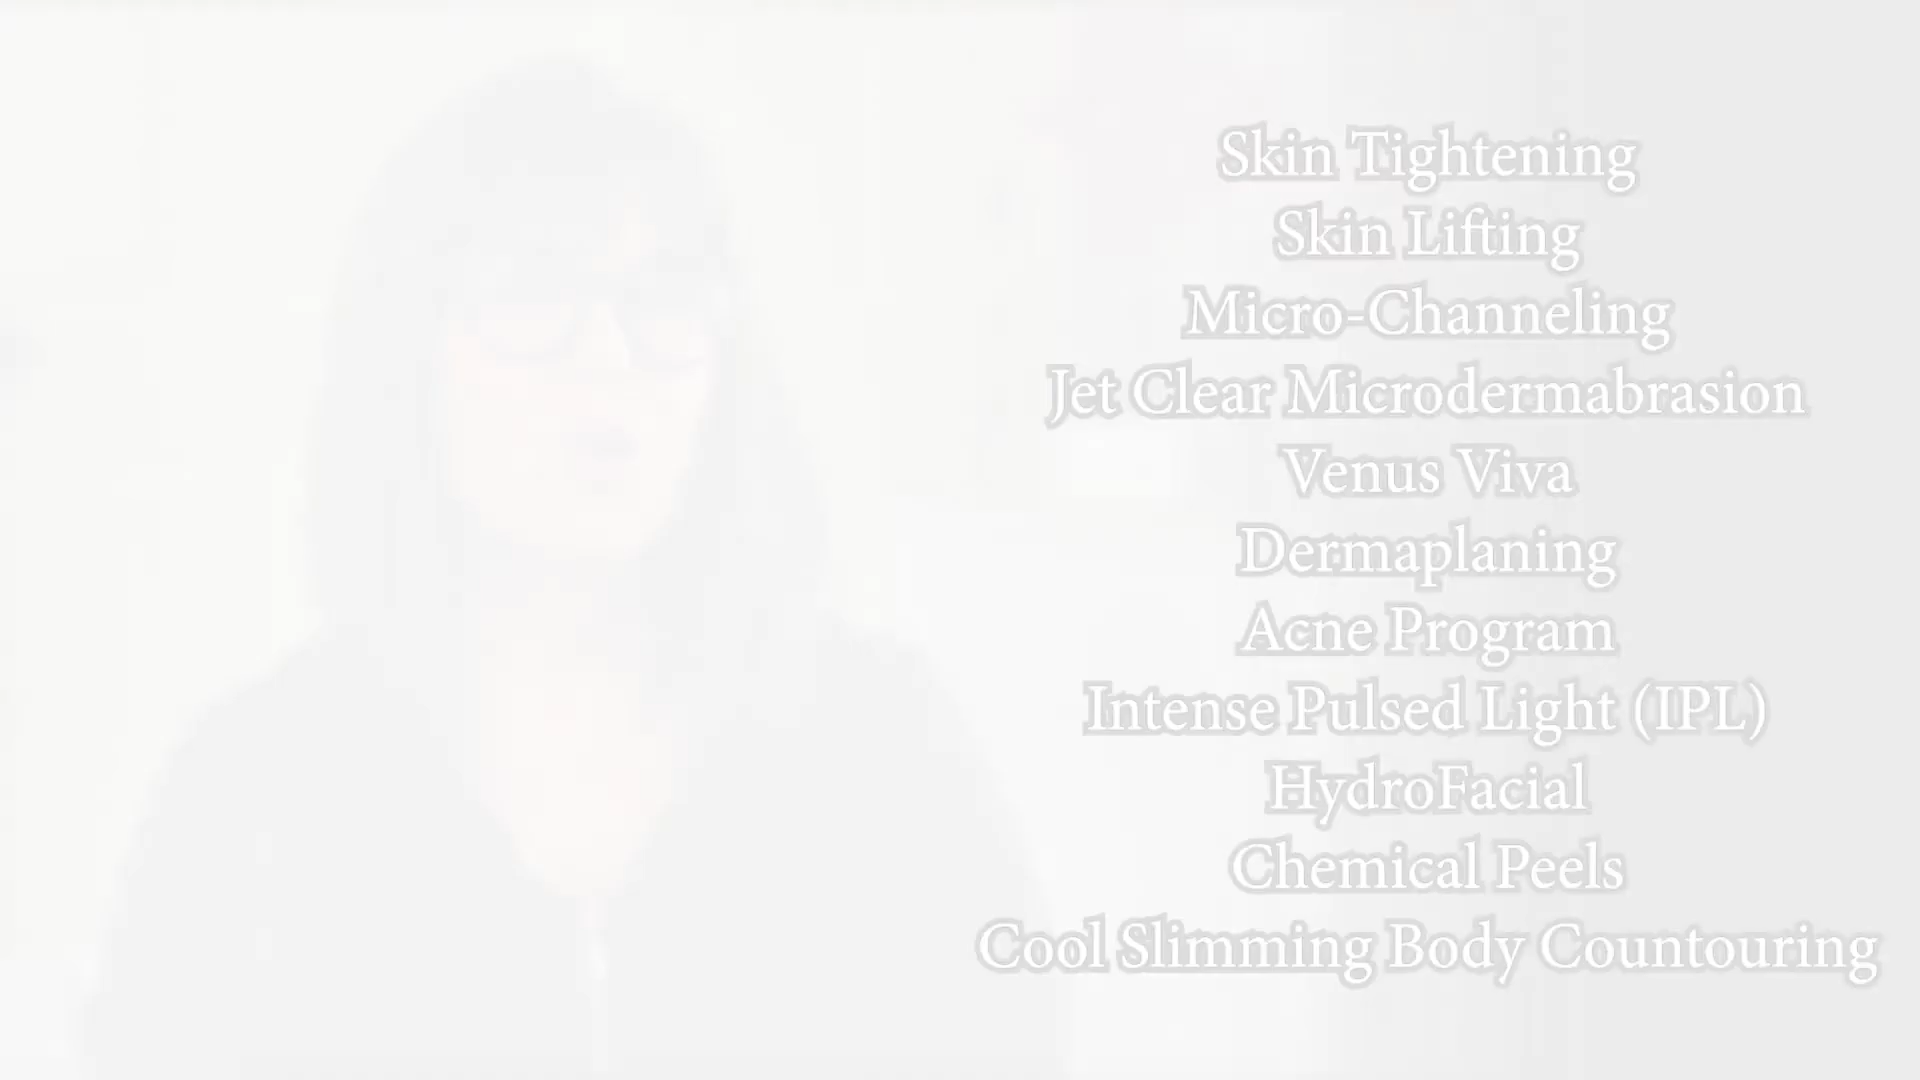 Skin Tightening
Skin Lifting
Micro-Channeling
Jet Clear Microdermabrasion
Venus Viva
Dermaplaning
Acne Program
Intense Pulsed Light (IPL)
HydroFacial
Chemical Peels
Cool Slimming Body Countouring